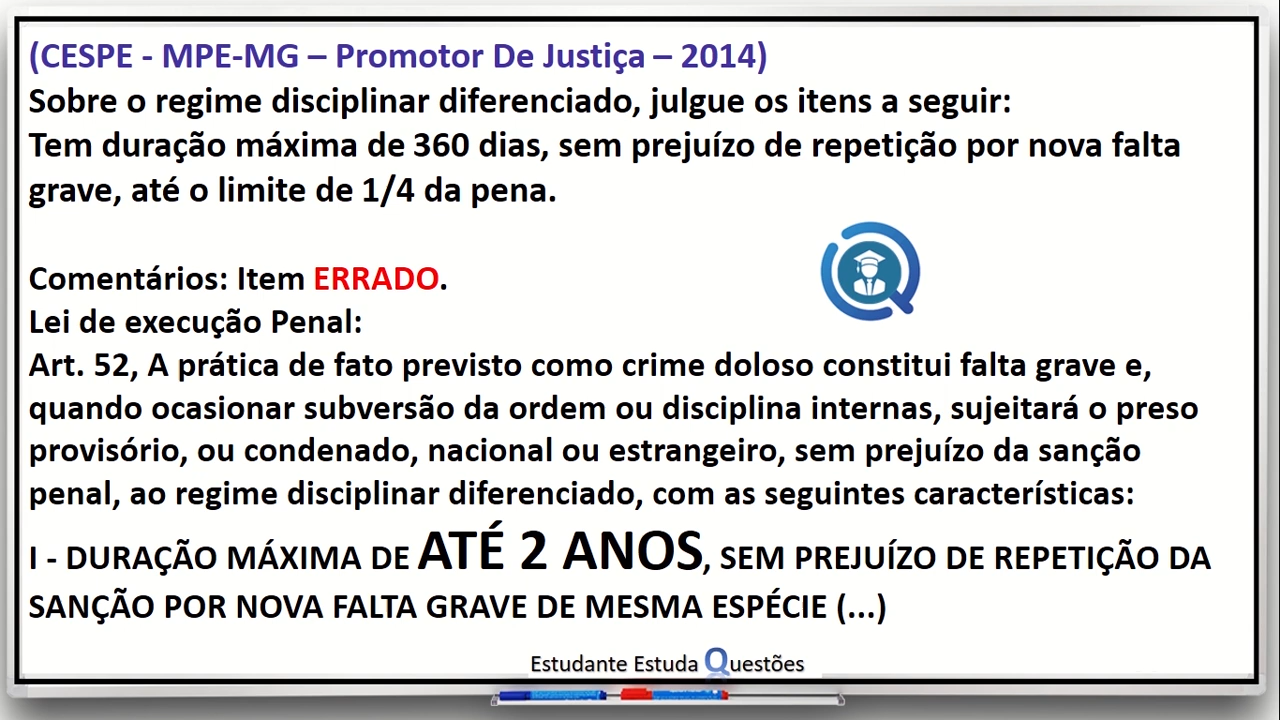 (CESPE - MPE-MG – Promotor De Justiça – 2014)
Sobre o regime disciplinar diferenciado, julgue os itens a seguir:
Tem duração máxima de 360 dias, sem prejuízo de repetição por nova falta
grave, até o limite de 1/4 da pena.
Comentários: Item ERRADO.
Lei de execução Penal:
Art. 52, A prática de fato previsto como crime doloso constitui falta grave e,
quando ocasionar subversão da ordem ou disciplina internas, sujeitará o preso
provisório, ou condenado, nacional ou estrangeiro, sem prejuízo da sanção
penal, ao regime disciplinar diferenciado, com as seguintes características:
I - DURAÇÃO MÁXIMA DE ATÉ 2 ANOS, SEM PREJUÍZO DE REPETIÇÃO DA
SANÇÃO POR NOVA FALTA GRAVE DE MESMA ESPÉCIE (...)
Estudante Estuda Questões